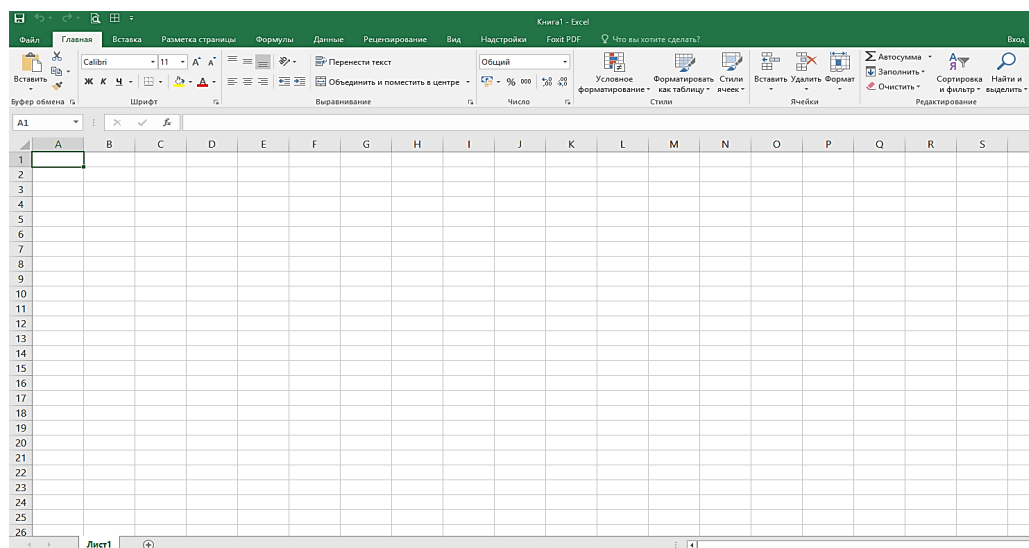 Книга1 - Excel
Файл Главная Вставка Разметка страницы Формулы Данные Рецензирование Вид Надстройки Foxit PDF Что вы хотите сделать? Вход
Вставить
Calibri 11
Ж К Ч
Перенести текст
Объединить и поместить в центре
Общий
% 000
Условное форматирование
Форматировать как таблицу
Стили ячеек
Вставить Удалить Формат
Автосумма
Заполнить
Очистить
Сортировка и фильтр
Найти и выделить
Буфер обмена Шрифт Выравнивание Число Стили Ячейки Редактирование
A1 fx
A B C D E F G H I J K L M N O P Q R S
1
2
3
4
5
6
7
8
9
10
11
12
13
14
15
16
17
18
19
20
21
22
23
24
25
26
Лист1